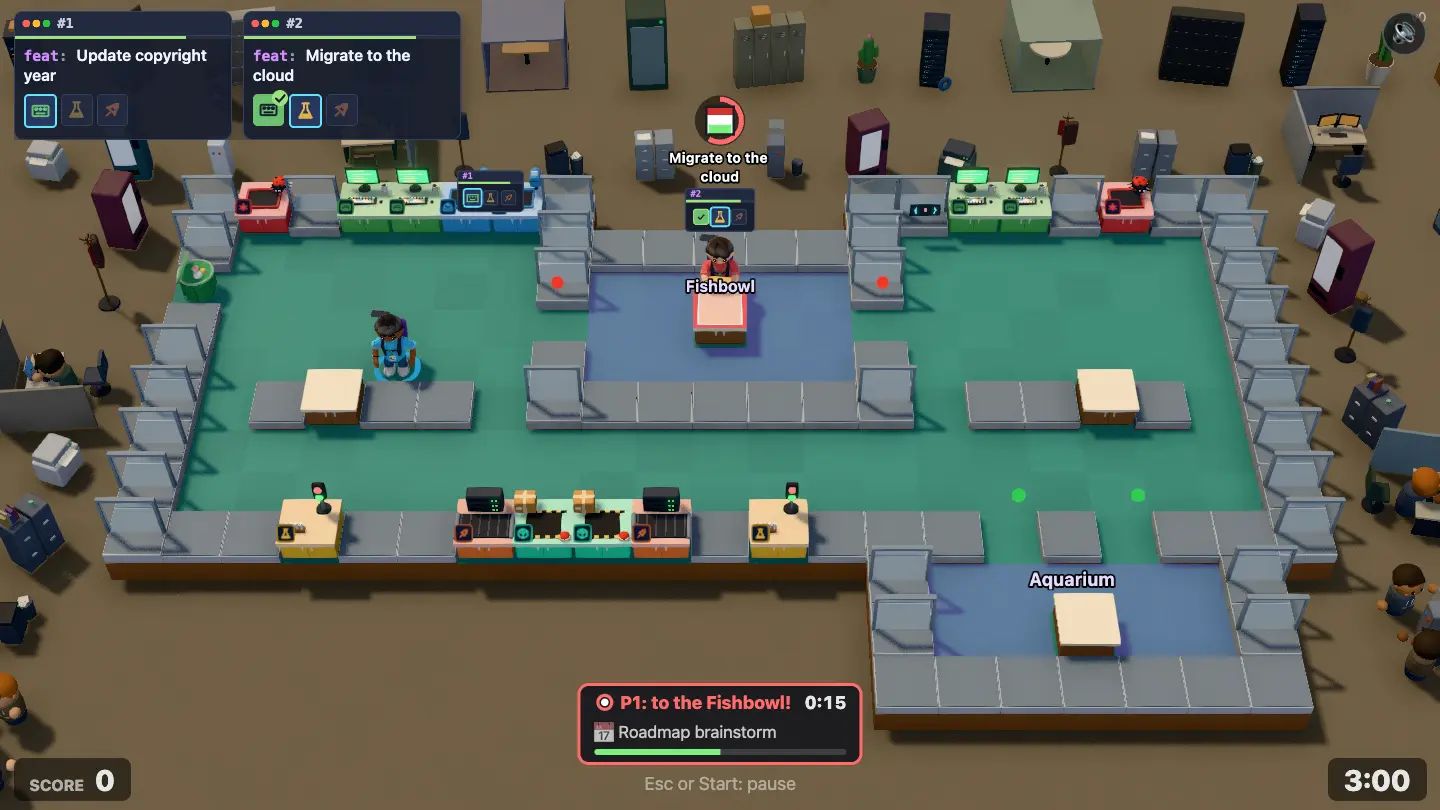 #1
feat: Update copyright
year
#2
feat: Migrate to the
cloud
Migrate to the
cloud
#1
#2
Fishbowl
Aquarium
P1: to the Fishbowl! 0:15
17 Roadmap brainstorm
Esc or Start: pause
SCORE 0
3:00